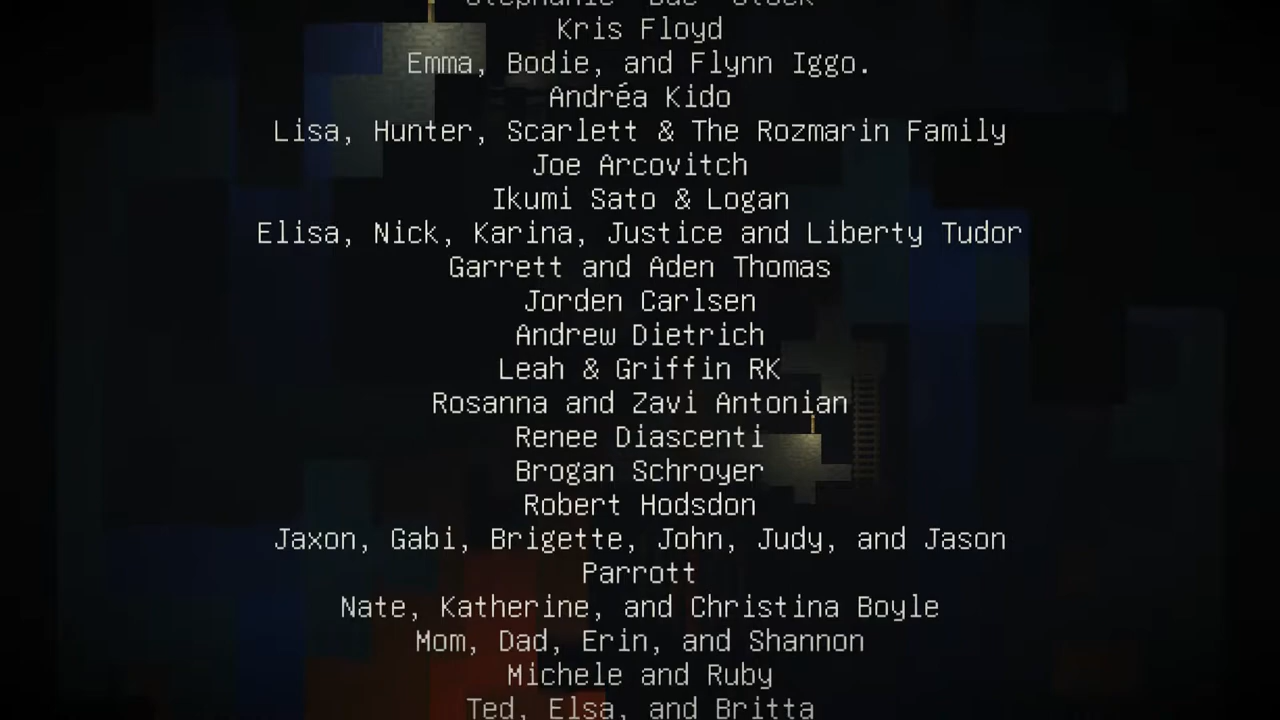 Kris Floyd
Emma, Bodie, and Flynn Iggo.
Andréa Kido
Lisa, Hunter, Scarlett & The Rozmarin Family
Joe Arcovitch
Ikumi Sato & Logan
Elisa, Nick, Karina, Justice and Liberty Tudor
Garrett and Aden Thomas
Jorden Carlsen
Andrew Dietrich
Leah & Griffin RK
Rosanna and Zavi Antonian
Renee Diascenti
Brogan Schroyer
Robert Hodsdon
Jaxon, Gabi, Brigette, John, Judy, and Jason
Parrott
Nate, Katherine, and Christina Boyle
Mom, Dad, Erin, and Shannon
Michele and Ruby
Ted, Elsa, and Britta